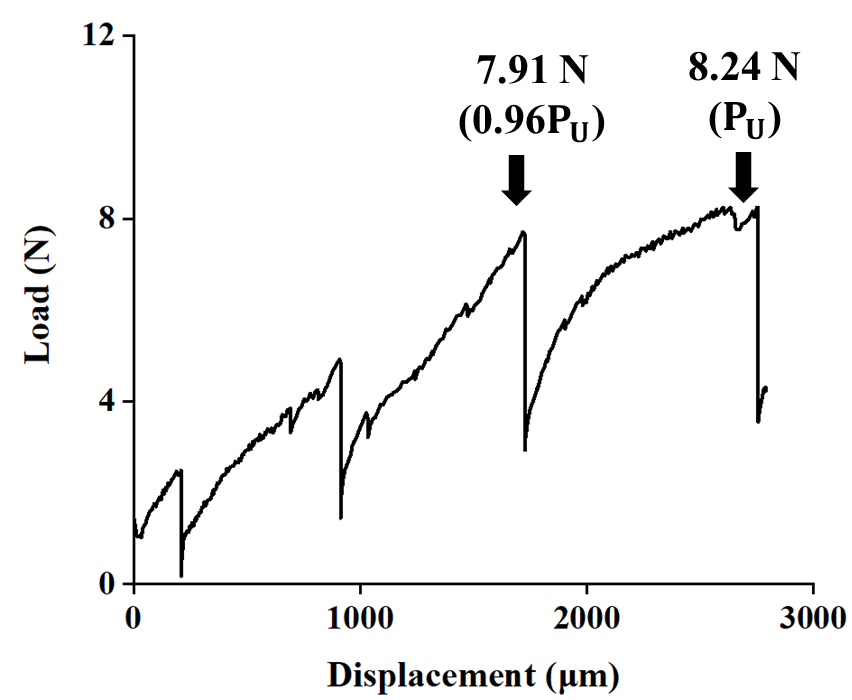 12
8
4
0
Load (N)
7.91 N
(0.96P_U)
8.24 N
(P_U)
0
1000
2000
3000
Displacement (μm)